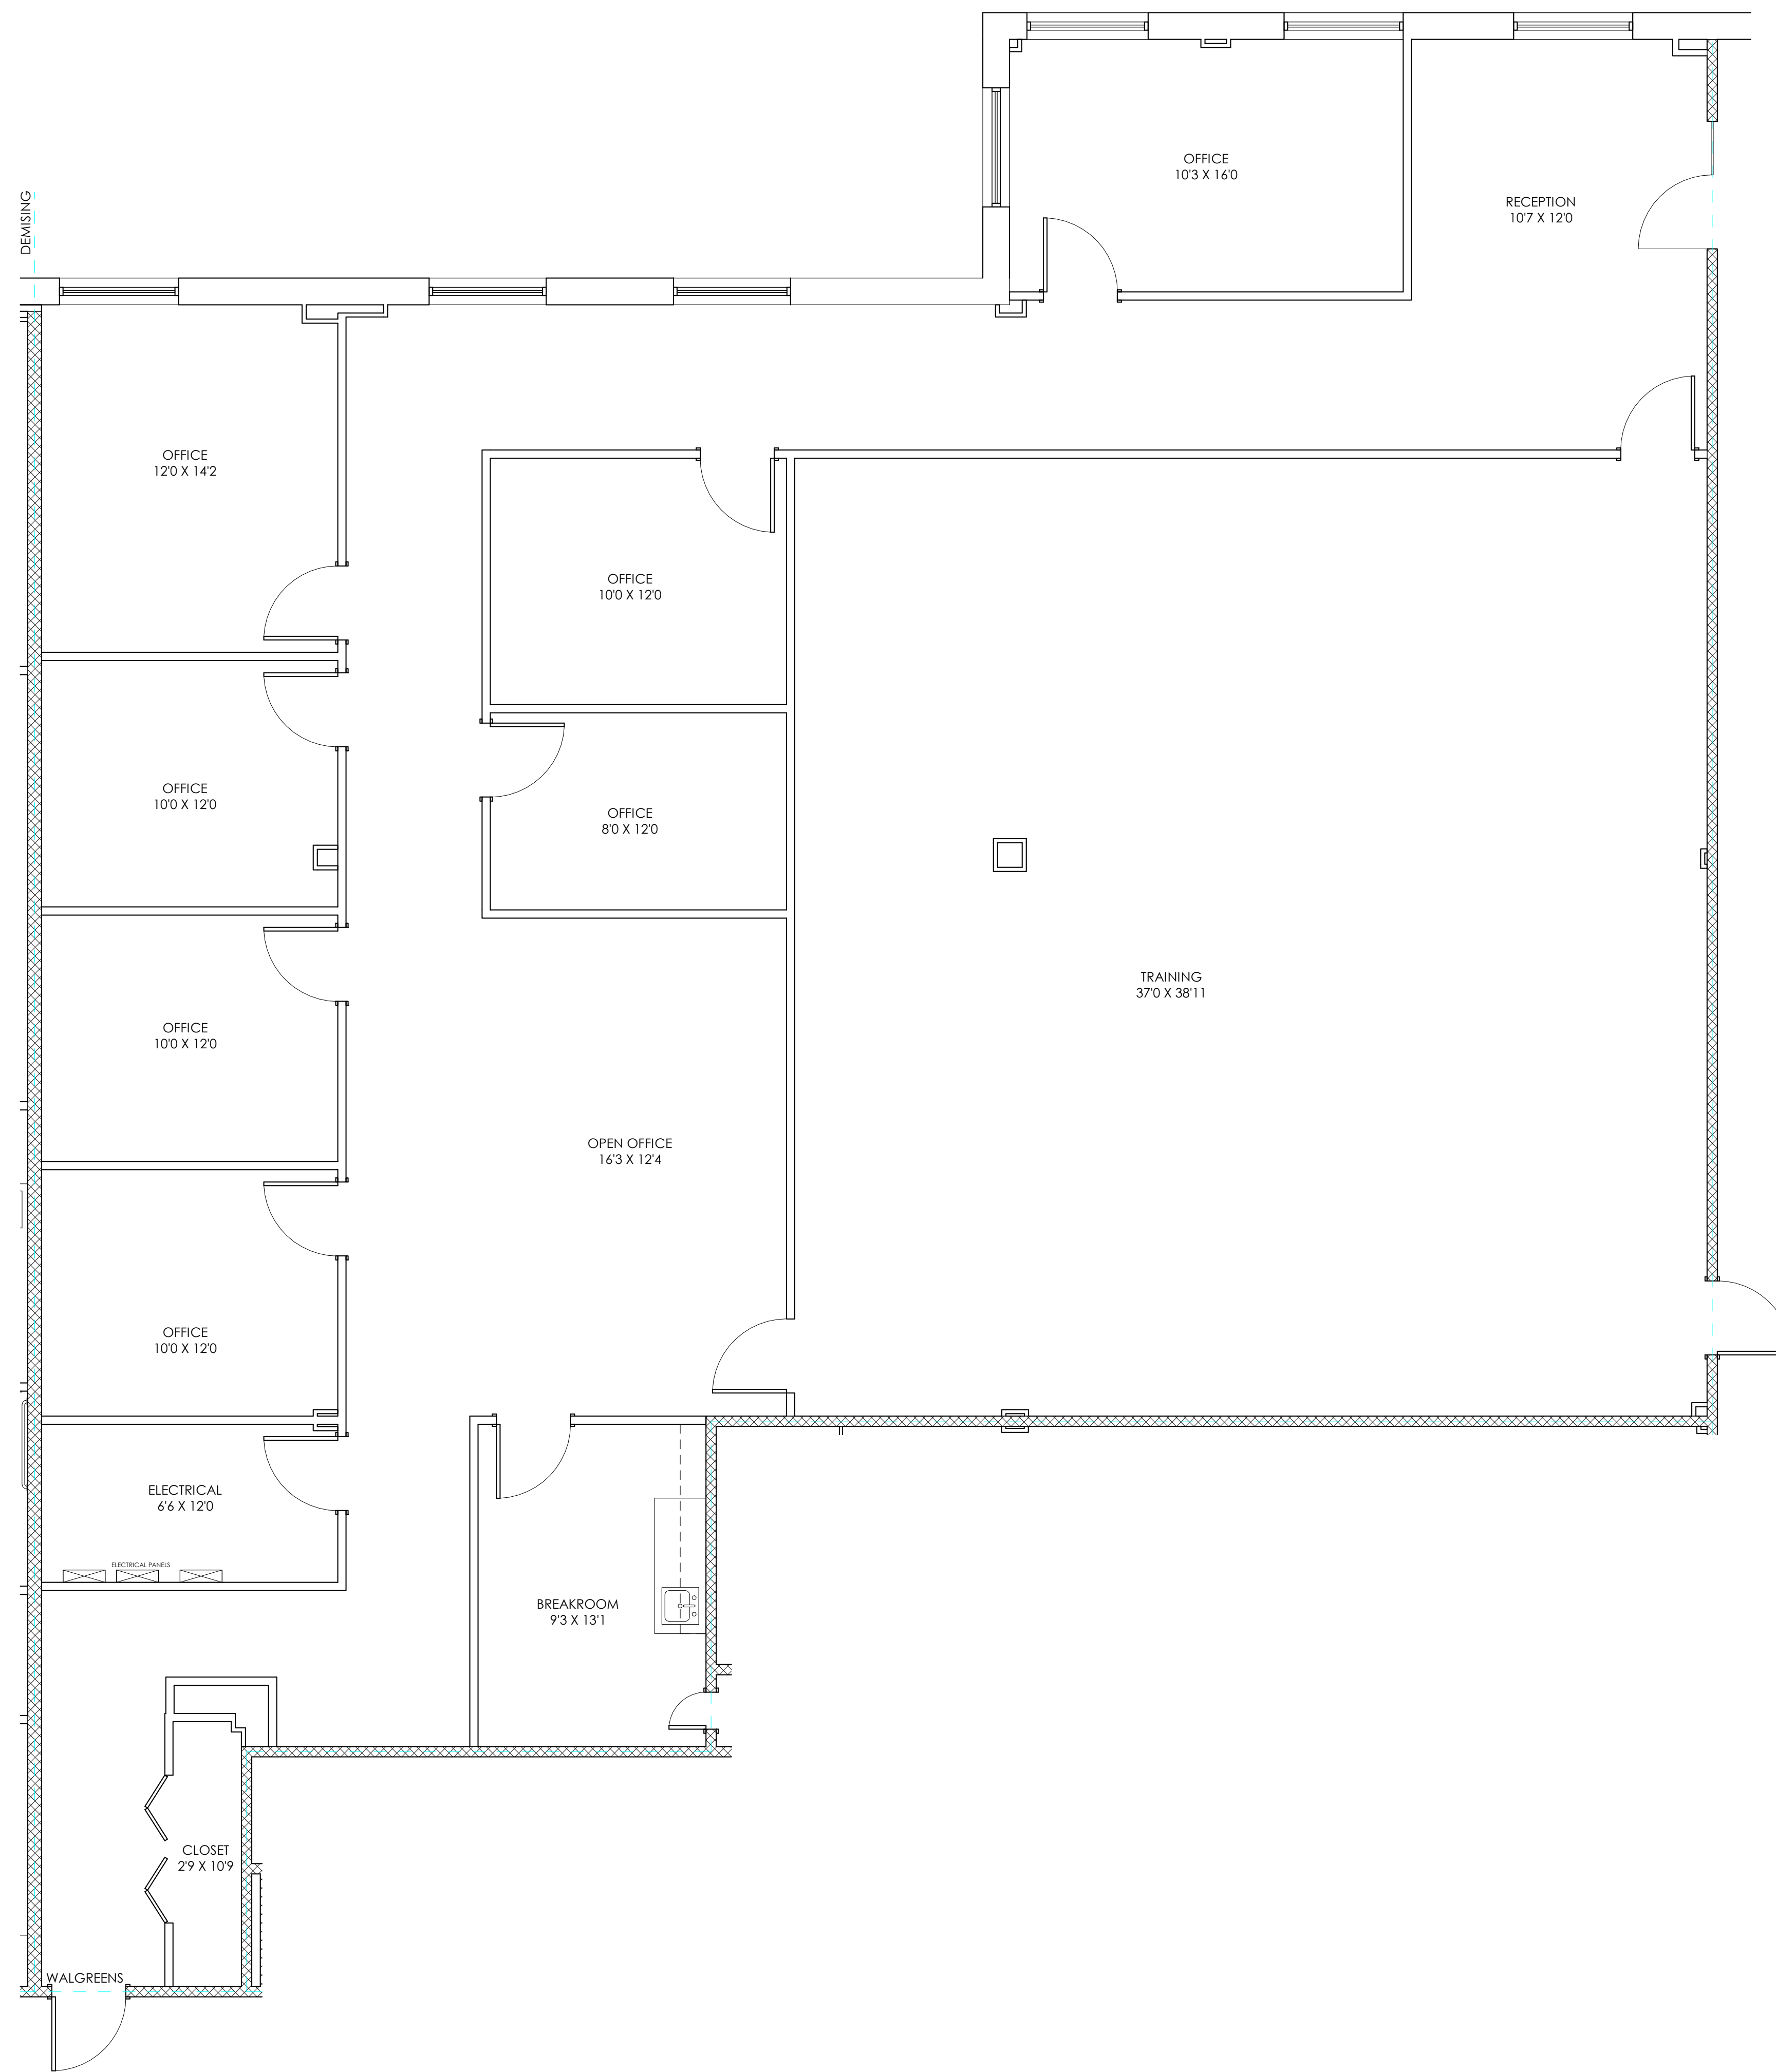 OFFICE
10'3 X 16'0
RECEPTION
10'7 X 12'0
DEMISING
OFFICE
12'0 X 14'2
OFFICE
10'0 X 12'0
OFFICE
10'0 X 12'0
OFFICE
8'0 X 12'0
TRAINING
37'0 X 38'11
OFFICE
10'0 X 12'0
OPEN OFFICE
16'3 X 12'4
OFFICE
10'0 X 12'0
ELECTRICAL
6'6 X 12'0
ELECTRICAL PANELS
BREAKROOM
9'3 X 13'1
CLOSET
2'9 X 10'9
WALGREENS